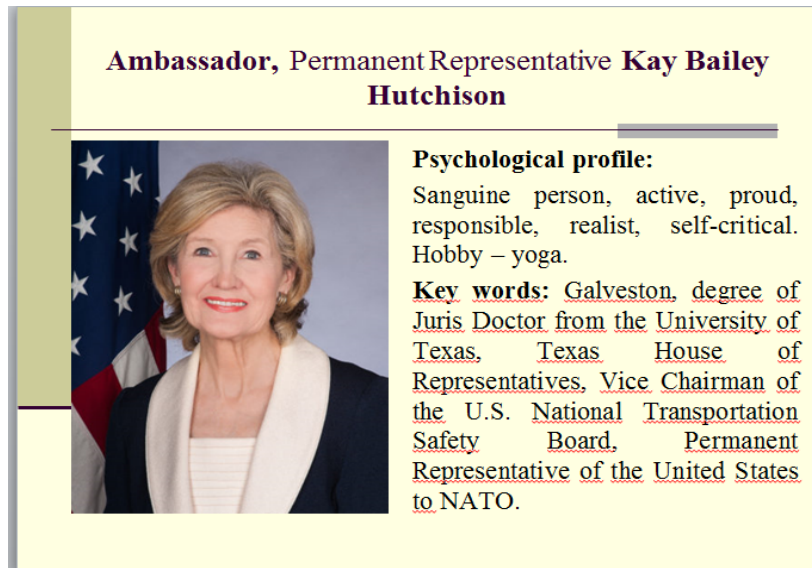 Ambassador, Permanent Representative Kay Bailey
Hutchison
Psychological profile:
Sanguine person, active, proud,
responsible, realist, self-critical.
Hobby – yoga.
Key words: Galveston, degree of
Juris Doctor from the University of
Texas, Texas House of
Representatives, Vice Chairman of
the U.S. National Transportation
Safety Board, Permanent
Representative of the United States
to NATO.